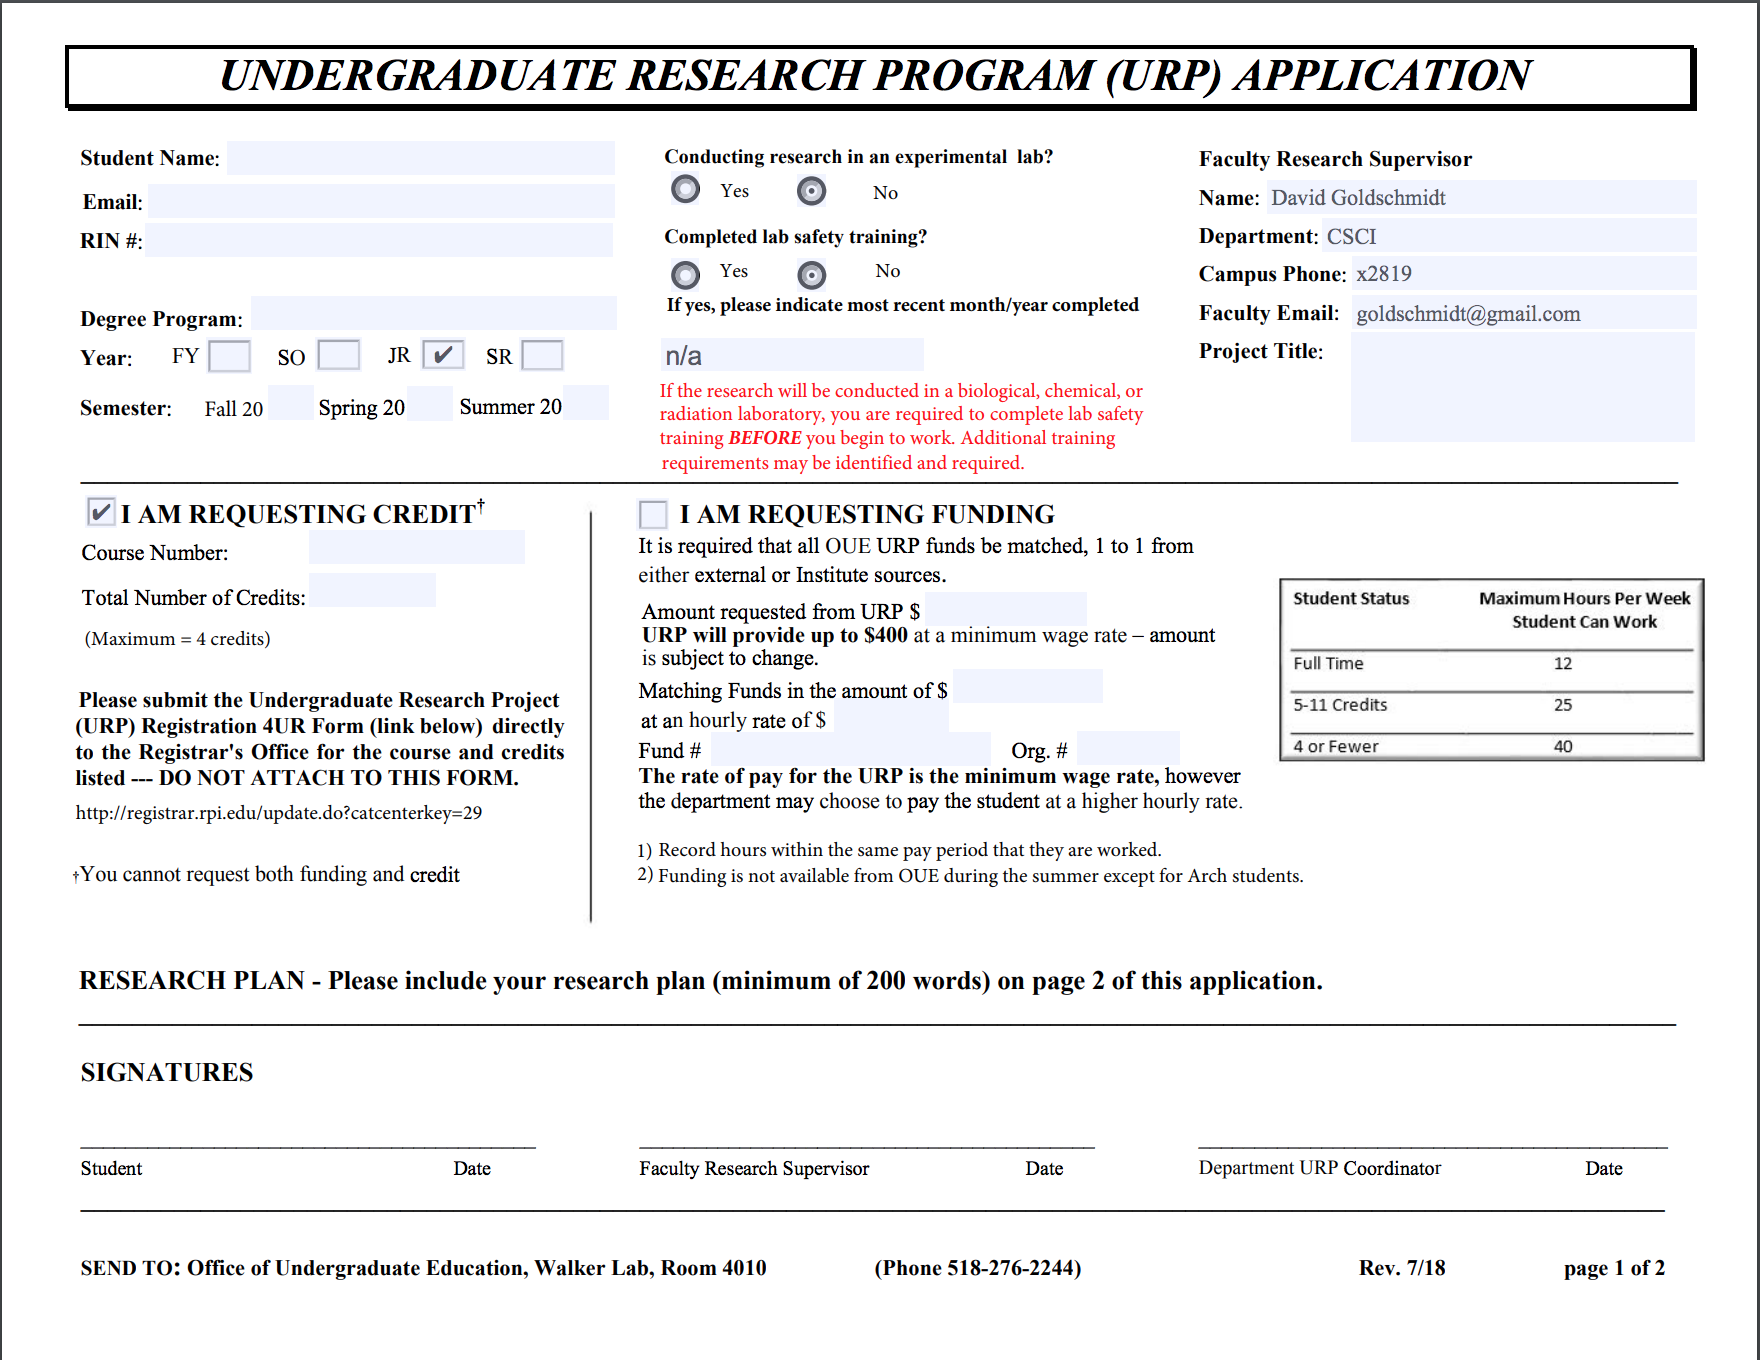 UNDERGRADUATE RESEARCH PROGRAM (URP) APPLICATION
Student Name:
Email:
RIN #:
Degree Program:
Year: FY SO JR ✔ SR
Semester: Fall 20 Spring 20 Summer 20
Conducting research in an experimental lab?
Yes No
Completed lab safety training?
Yes No
If yes, please indicate most recent month/year completed
n/a
If the research will be conducted in a biological, chemical, or
radiation laboratory, you are required to complete lab safety
training BEFORE you begin to work. Additional training
requirements may be identified and required.
Faculty Research Supervisor
Name: David Goldschmidt
Department: CSCI
Campus Phone: x2819
Faculty Email: goldschmidt@gmail.com
Project Title:
✔ I AM REQUESTING CREDIT†
Course Number:
Total Number of Credits:
(Maximum = 4 credits)
Please submit the Undergraduate Research Project
(URP) Registration 4UR Form (link below) directly
to the Registrar's Office for the course and credits
listed --- DO NOT ATTACH TO THIS FORM.
http://registrar.rpi.edu/update.do?catcenterkey=29
†You cannot request both funding and credit
I AM REQUESTING FUNDING
It is required that all OUE URP funds be matched, 1 to 1 from
either external or Institute sources.
Amount requested from URP $
URP will provide up to $400 at a minimum wage rate – amount
is subject to change.
Matching Funds in the amount of $
at an hourly rate of $
Fund # Org. #
The rate of pay for the URP is the minimum wage rate, however
the department may choose to pay the student at a higher hourly rate.
1) Record hours within the same pay period that they are worked.
2) Funding is not available from OUE during the summer except for Arch students.
Student Status Maximum Hours Per Week
Student Can Work
Full Time 12
5-11 Credits 25
4 or Fewer 40
RESEARCH PLAN - Please include your research plan (minimum of 200 words) on page 2 of this application.
SIGNATURES
Student Date Faculty Research Supervisor Date Department URP Coordinator Date
SEND TO: Office of Undergraduate Education, Walker Lab, Room 4010 (Phone 518-276-2244) Rev. 7/18 page 1 of 2